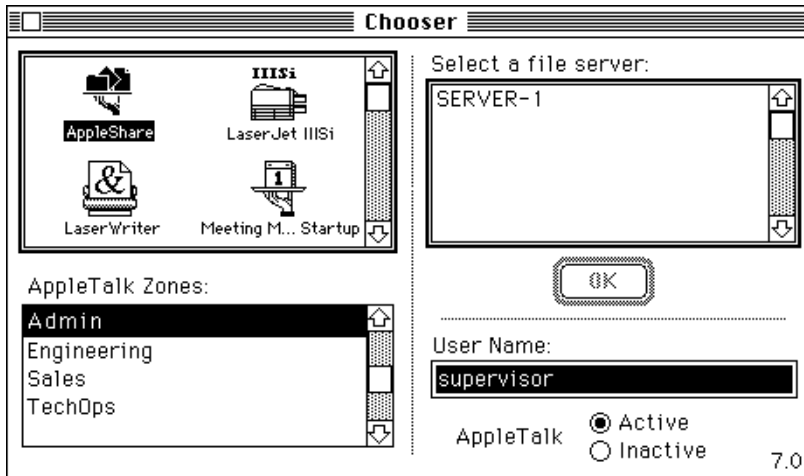 Chooser
IIISi
AppleShare
LaserJet IIISi
&
1
LaserWriter
Meeting M... Startup
AppleTalk Zones:
Admin
Engineering
Sales
TechOps
Select a file server:
SERVER-1
OK
User Name:
supervisor
AppleTalk
Active
Inactive
7.0